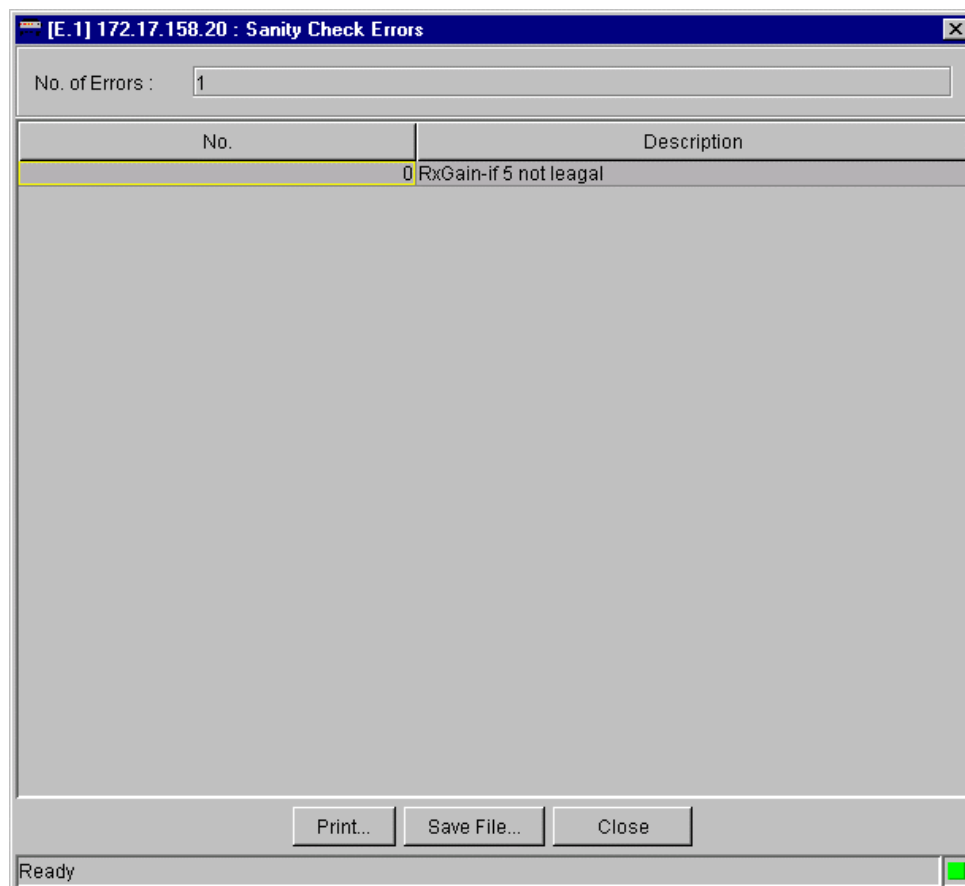 [E.1] 172.17.158.20 : Sanity Check Errors
No. of Errors : 1
No. Description
0 RxGain-if 5 not leagal
Print... Save File... Close
Ready